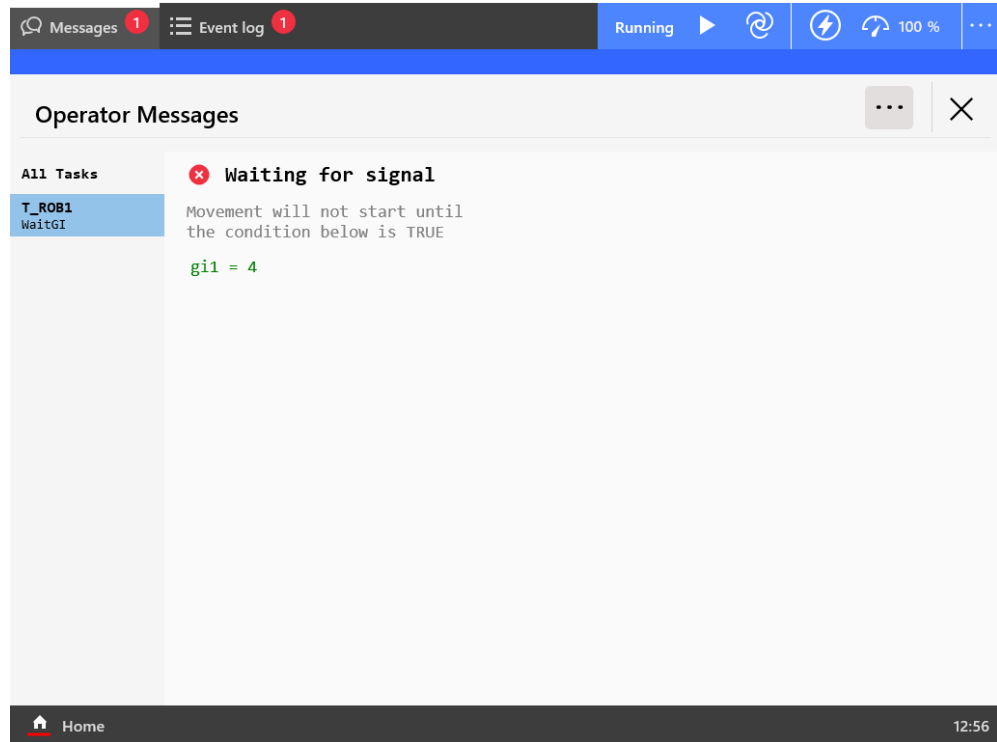 Messages 1 Event log 1 Running 100 % ...
Operator Messages ...
All Tasks
T_ROB1
WaitGI
Waiting for signal
Movement will not start until
the condition below is TRUE
gi1 = 4
Home 12:56